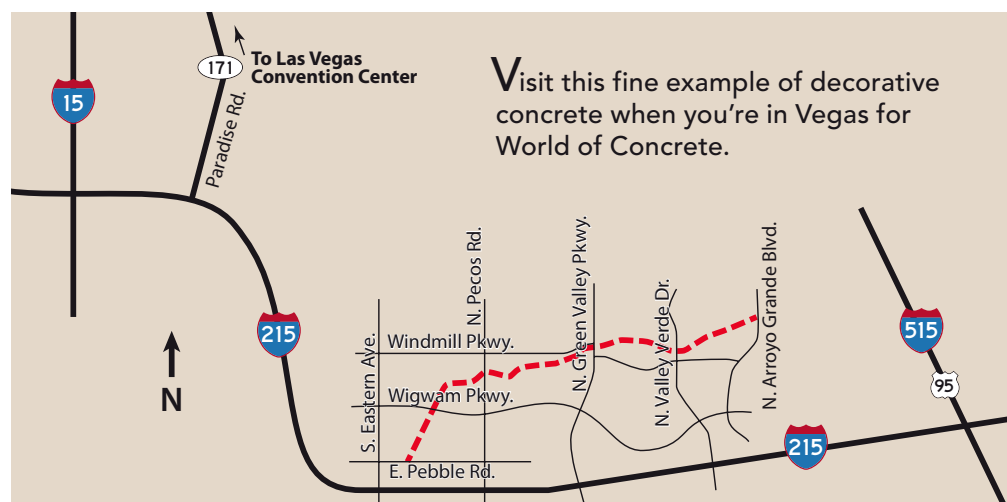 171
To Las Vegas
Convention Center
15
Paradise Rd.
Visit this fine example of decorative
concrete when you're in Vegas for
World of Concrete.
N. Pecos Rd.
N. Green Valley Pkwy.
N. Valley Verde Dr.
N. Arroyo Grande Blvd.
215
S. Eastern Ave.
Windmill Pkwy.
515
N
Wigwam Pkwy.
95
E. Pebble Rd.
215